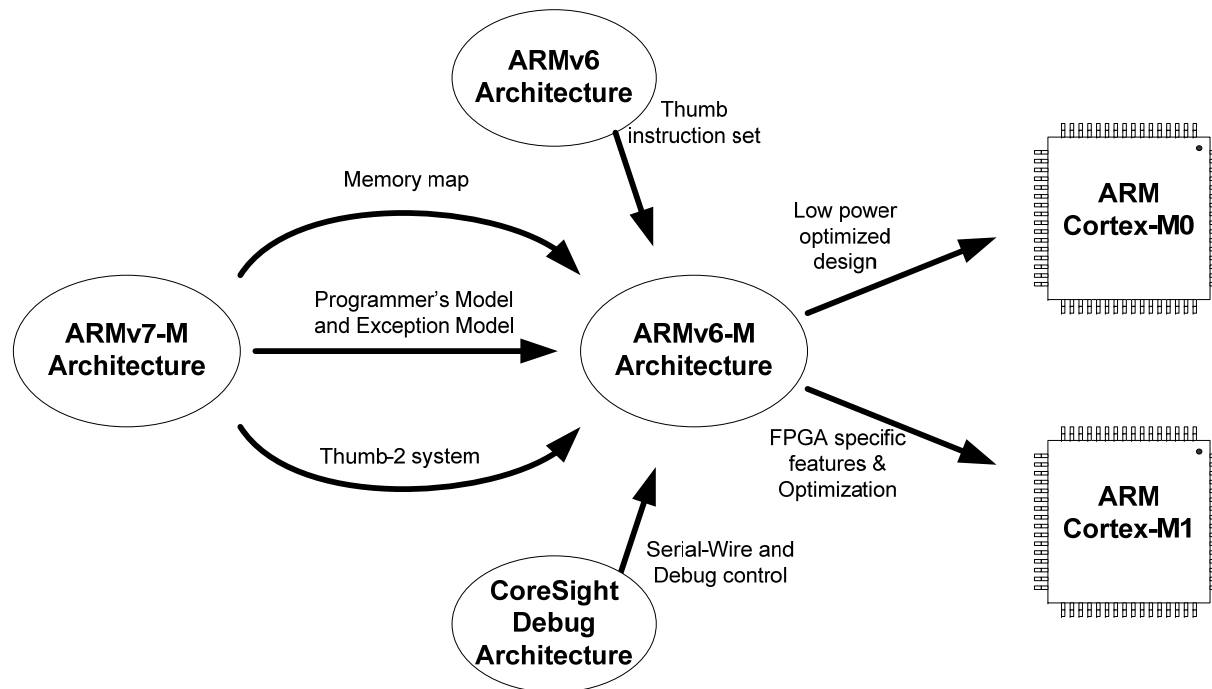 ARMv6
Architecture
Thumb
instruction set
Memory map
ARM
Cortex-M0
Low power
optimized
design
Programmer's Model
and Exception Model
ARMv7-M
Architecture
ARMv6-M
Architecture
Thumb-2 system
FPGA specific
features &
Optimization
ARM
Cortex-M1
Serial-Wire and
Debug control
CoreSight
Debug
Architecture